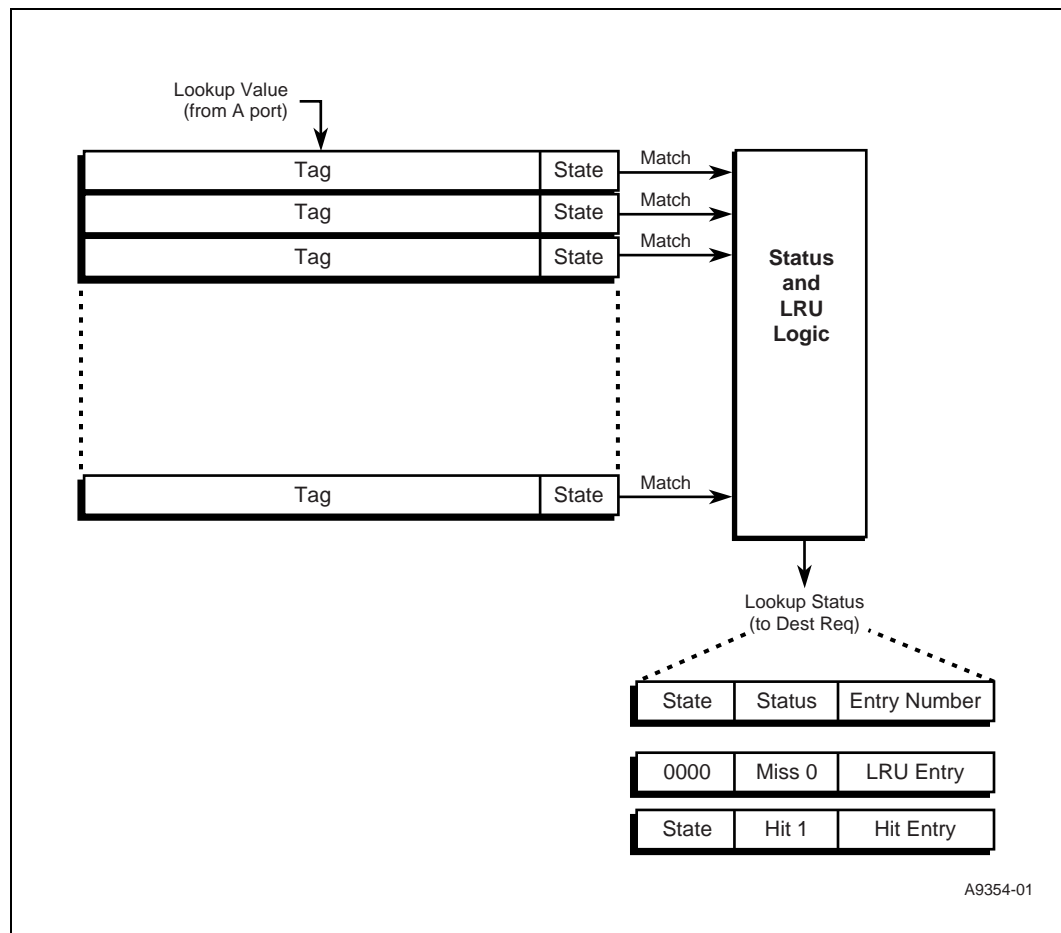 Lookup Value
(from A port)
Tag State Match
Tag State Match
Tag State Match
Status
and
LRU
Logic
Tag State Match
Lookup Status
(to Dest Req)
State Status Entry Number
0000 Miss 0 LRU Entry
State Hit 1 Hit Entry
A9354-01